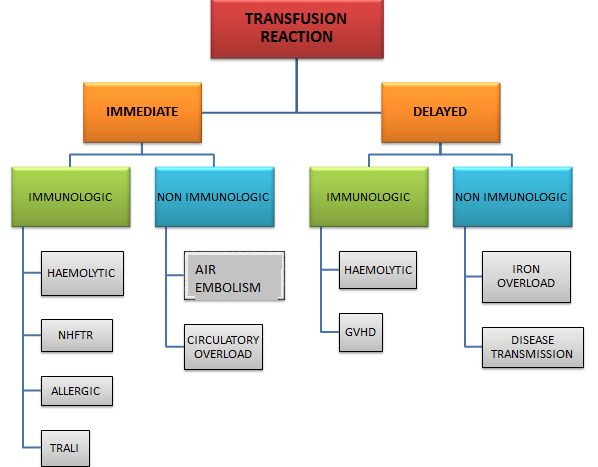 TRANSFUSION
REACTION
IMMEDIATE
DELAYED
IMMUNOLOGIC
NON IMMUNOLOGIC
IMMUNOLOGIC
NON IMMUNOLOGIC
HAEMOLYTIC
NHFTR
ALLERGIC
TRALI
AIR
EMBOLISM
CIRCULATORY
OVERLOAD
HAEMOLYTIC
GVHD
IRON
OVERLOAD
DISEASE
TRANSMISSION